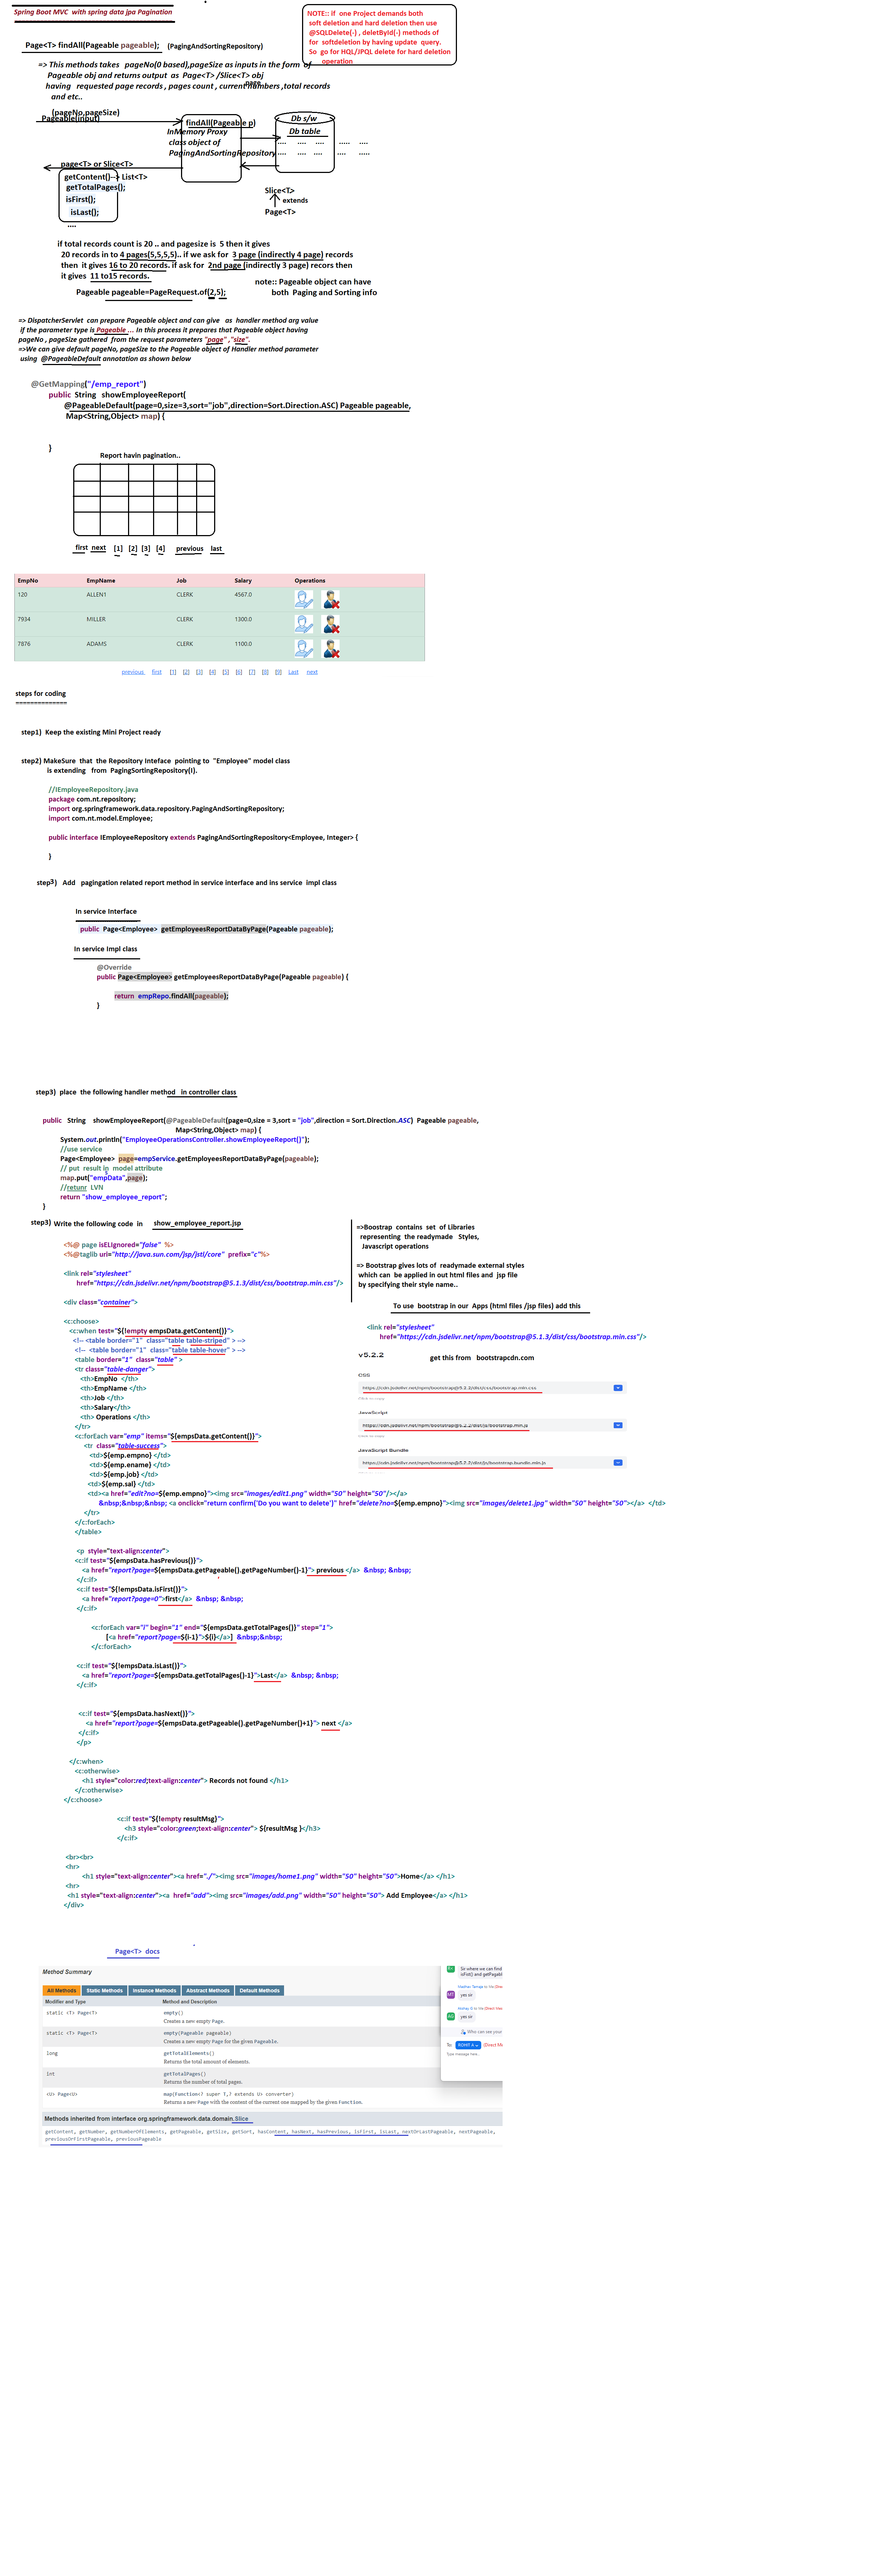 Spring Boot MVC with spring data jpa Pagination
NOTE:: if one Project demands both
soft deletion and hard deletion then use
@SQLDelete(-) , deletById(-) methods of
for softdeletion by having update query.
So go for HQL/JPQL delete for hard deletion
operation
Page<T> findAll(Pageable pageable); (PagingAndSortingRepository)
=> This methods takes pageNo(0 based),pageSize as inputs in the form of
Pageable obj and returns output as Page<T> /Slice<T> obj
page
having requested page records , pages count , current numbers ,total records
and etc..
(pageNo,pageSize)
Pageable(input)
findAll(Pageable p)
InMemory Proxy
class object of
PagingAndSortingRepository
Db s/w
Db table
.... .... .... ..... ....
.... .... .... .... .....
page<T> or Slice<T>
getContent()--> List<T>
getTotalPages();
isFirst();
isLast();
....
Slice<T>
extends
Page<T>
if total records count is 20 .. and pagesize is 5 then it gives
20 records in to 4 pages(5,5,5,5).. if we ask for 3 page (indirectly 4 page) records
then it gives 16 to 20 records. if ask for 2nd page (indirectly 3 page) recors then
it gives 11 to15 records.
Pageable pageable=PageRequest.of(2,5);
note:: Pageable object can have
both Paging and Sorting info
=> DispatcherServlet can prepare Pageable object and can give as handler method arg value
if the parameter type is Pageable ... In this process it prepares that Pageable object having
pageNo , pageSize gathered from the request parameters "page" ,"size".
=>We can give default pageNo, pageSize to the Pageable object of Handler method parameter
using @PageableDefault annotation as shown below
@GetMapping("/emp_report")
public String showEmployeeReport(
@PageableDefault(page=0,size=3,sort="job",direction=Sort.Direction.ASC) Pageable pageable,
Map<String,Object> map) {
}
Report havin pagination..
first next [1] [2] [3] [4] previous last
EmpNo EmpName Job Salary Operations
120 ALLEN1 CLERK 4567.0
7934 MILLER CLERK 1300.0
7876 ADAMS CLERK 1100.0
previous first [1] [2] [3] [4] [5] [6] [7] [8] [9] Last next
steps for coding
==============
step1) Keep the existing Mini Project ready
step2) MakeSure that the Repository Inteface pointing to "Employee" model class
is extending from PagingSortingRepository(I).
//IEmployeeRepository.java
package com.nt.repository;
import org.springframework.data.repository.PagingAndSortingRepository;
import com.nt.model.Employee;
public interface IEmployeeRepository extends PagingAndSortingRepository<Employee, Integer> {
}
step3) Add pagingation related report method in service interface and ins service impl class
In service Interface
public Page<Employee> getEmployeesReportDataByPage(Pageable pageable);
In service Impl class
@Override
public Page<Employee> getEmployeesReportDataByPage(Pageable pageable) {
return empRepo.findAll(pageable);
}
step3) place the following handler method in controller class
public String showEmployeeReport(@PageableDefault(page=0,size = 3,sort = "job",direction = Sort.Direction.ASC) Pageable pageable,
Map<String,Object> map) {
System.out.println("EmployeeOperationsController.showEmployeeReport()");
//use service
Page<Employee> page=empService.getEmployeesReportDataByPage(pageable);
// put result in model attribute
s
map.put("empData",page);
//retunr LVN
return "show_employee_report";
}
step3) Write the following code in show_employee_report.jsp
<%@ page isELIgnored="false" %>
<%@taglib uri="http://java.sun.com/jsp/jstl/core" prefix="c"%>
<link rel="stylesheet"
href="https://cdn.jsdelivr.net/npm/bootstrap@5.1.3/dist/css/bootstrap.min.css"/>
<div class="container">
<c:choose>
<c:when test="${!empty empsData.getContent()}">
<!-- <table border="1" class="table table-striped" > -->
<!-- <table border="1" class="table table-hover" > -->
<table border="1" class="table" >
<tr class="table-danger">
<th>EmpNo </th>
<th>EmpName </th>
<th>Job </th>
<th>Salary</th>
<th> Operations </th>
</tr>
<c:forEach var="emp" items="${empsData.getContent()}">
<tr class="table-success">
<td>${emp.empno} </td>
<td>${emp.ename} </td>
<td>${emp.job} </td>
<td>${emp.sal} </td>
<td><a href="edit?no=${emp.empno}"><img src="images/edit1.png" width="50" height="50"/></a>
&nbsp;&nbsp;&nbsp; <a onclick="return confirm('Do you want to delete')" href="delete?no=${emp.empno}"><img src="images/delete1.jpg" width="50" height="50"></a> </td>
</tr>
</c:forEach>
</table>
<p style="text-align:center">
<c:if test="${empsData.hasPrevious()}">
<a href="report?page=${empsData.getPageable().getPageNumber()-1}"> previous </a> &nbsp; &nbsp;
</c:if>
<c:if test="${!empsData.isFirst()}">
<a href="report?page=0">first</a> &nbsp; &nbsp;
</c:if>
<c:forEach var="i" begin="1" end="${empsData.getTotalPages()}" step="1">
[<a href="report?page=${i-1}">${i}</a>] &nbsp;&nbsp;
</c:forEach>
<c:if test="${!empsData.isLast()}">
<a href="report?page=${empsData.getTotalPages()-1}">Last</a> &nbsp; &nbsp;
</c:if>
<c:if test="${empsData.hasNext()}">
<a href="report?page=${empsData.getPageable().getPageNumber()+1}"> next </a>
</c:if>
</p>
</c:when>
<c:otherwise>
<h1 style="color:red;text-align:center"> Records not found </h1>
</c:otherwise>
</c:choose>
<c:if test="${!empty resultMsg}">
<h3 style="color:green;text-align:center"> ${resultMsg }</h3>
</c:if>
<br><br>
<hr>
<h1 style="text-align:center"><a href="./"><img src="images/home1.png" width="50" height="50">Home</a> </h1>
<hr>
<h1 style="text-align:center"><a href="add"><img src="images/add.png" width="50" height="50"> Add Employee</a> </h1>
</div>
=>Boostrap contains set of Libraries
representing the readymade Styles,
Javascript operations
=> Bootstrap gives lots of readymade external styles
which can be applied in out html files and jsp file
by specifying their style name..
To use bootstrap in our Apps (html files /jsp files) add this
<link rel="stylesheet"
href="https://cdn.jsdelivr.net/npm/bootstrap@5.1.3/dist/css/bootstrap.min.css"/>
v5.2.2
get this from bootstrapcdn.com
CSS
https://cdn.jsdelivr.net/npm/bootstrap@5.2.2/dist/css/bootstrap.min.css
JavaScript
https://cdn.jsdelivr.net/npm/bootstrap@5.2.2/dist/js/bootstrap.min.js
JavaScript Bundle
https://cdn.jsdelivr.net/npm/bootstrap@5.2.2/dist/js/bootstrap.bundle.min.js
Page<T> docs
Method Summary
All Methods Static Methods Instance Methods Abstract Methods Default Methods
Modifier and Type Method and Description
static <T> Page<T> empty()
Creates a new empty Page.
static <T> Page<T> empty(Pageable pageable)
Creates a new empty Page for the given Pageable.
long getTotalElements()
Returns the total amount of elements.
int getTotalPages()
Returns the number of total pages.
<U> Page<U> map(Function<? super T,? extends U> converter)
Returns a new Page with the content of the current one mapped by the given Function.
Methods inherited from interface org.springframework.data.domain.Slice
getContent, getNumber, getNumberOfElements, getPageable, getSize, getSort, hasContent, hasNext, hasPrevious, isFirst, isLast, nextOrLastPageable, nextPageable,
previousOrFirstPageable, previousPageable
Sir where we can find
isFist() and getPagabl
MT
yes sir
yes sir
Who can see your
To: ROHIT A
Type message here